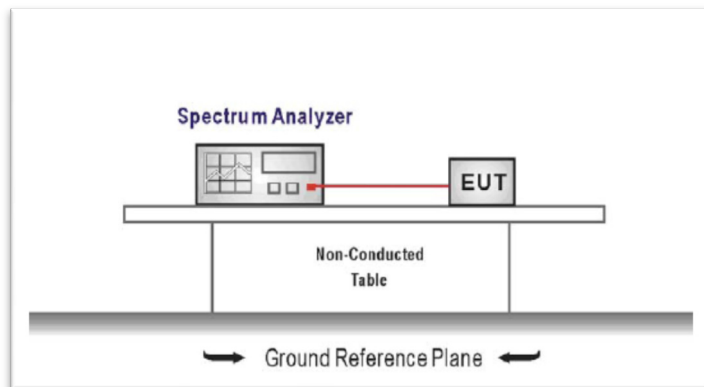 Spectrum Analyzer
EUT
Non-Conducted
Table
Ground Reference Plane